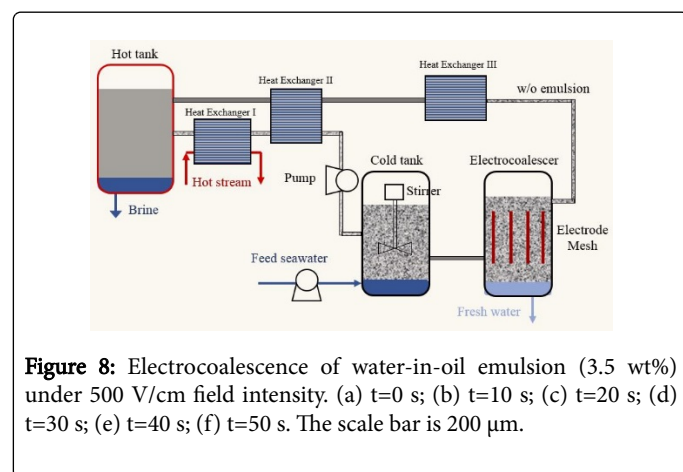 Hot tank
Heat Exchanger II
Heat Exchanger III
w/o emulsion
Heat Exchanger I
Cold tank
Electrocoalescer
Pump
Stirrer
Hot stream
Brine
Electrode
Mesh
Feed seawater
Fresh water
Figure 8: Electrocoalescence of water-in-oil emulsion (3.5 wt%)
under 500 V/cm field intensity. (a) t=0 s; (b) t=10 s; (c) t=20 s; (d)
t=30 s; (e) t=40 s; (f) t=50 s. The scale bar is 200 μm.